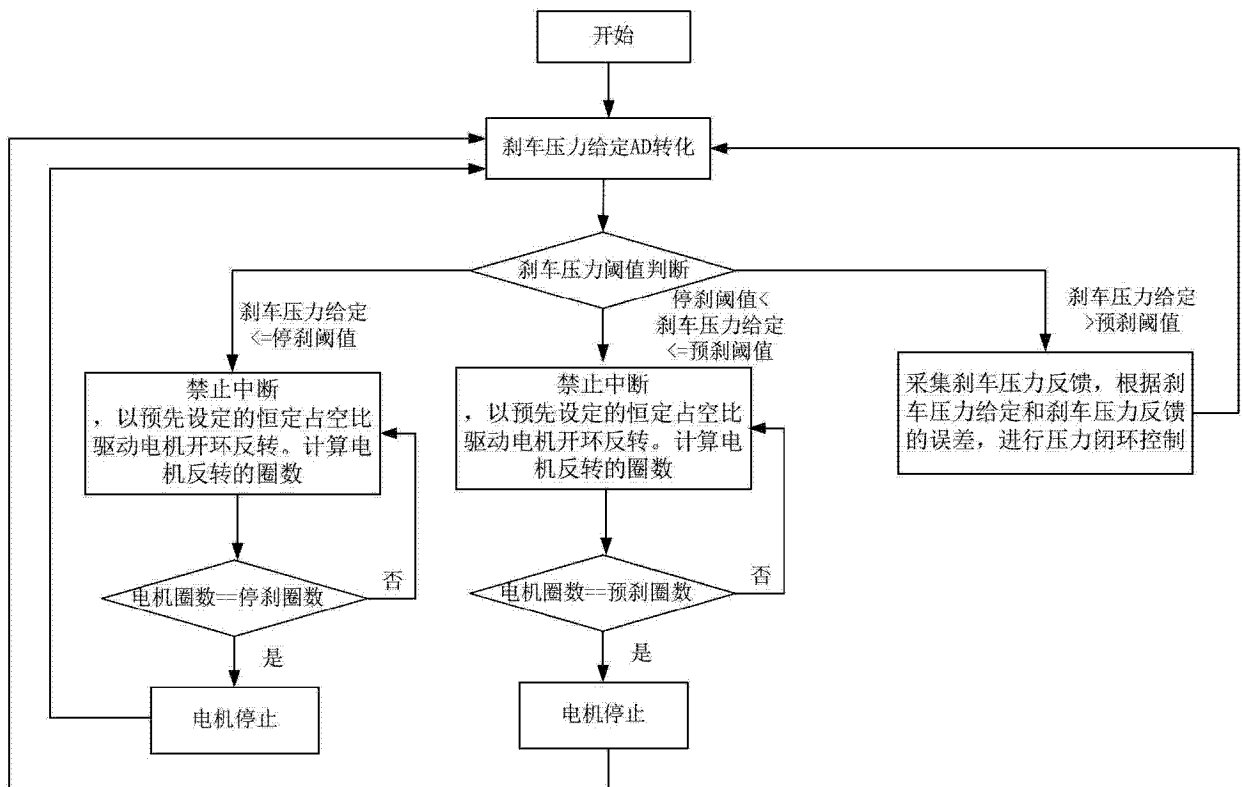 开始
刹车压力给定AD转化
刹车压力阈值判断
刹车压力给定
<=停刹阈值
停刹阈值<
刹车压力给定
<=预刹阈值
刹车压力给定
>预刹阈值
禁止中断
，以预先设定的恒定占空比
驱动电机开环反转。计算电
机反转的圈数
禁止中断
，以预先设定的恒定占空比
驱动电机开环反转。计算电
机反转的圈数
采集刹车压力反馈，根据刹
车压力给定和刹车压力反馈
的误差，进行压力闭环控制
电机圈数==停刹圈数
否
是
电机圈数==预刹圈数
否
是
电机停止
电机停止